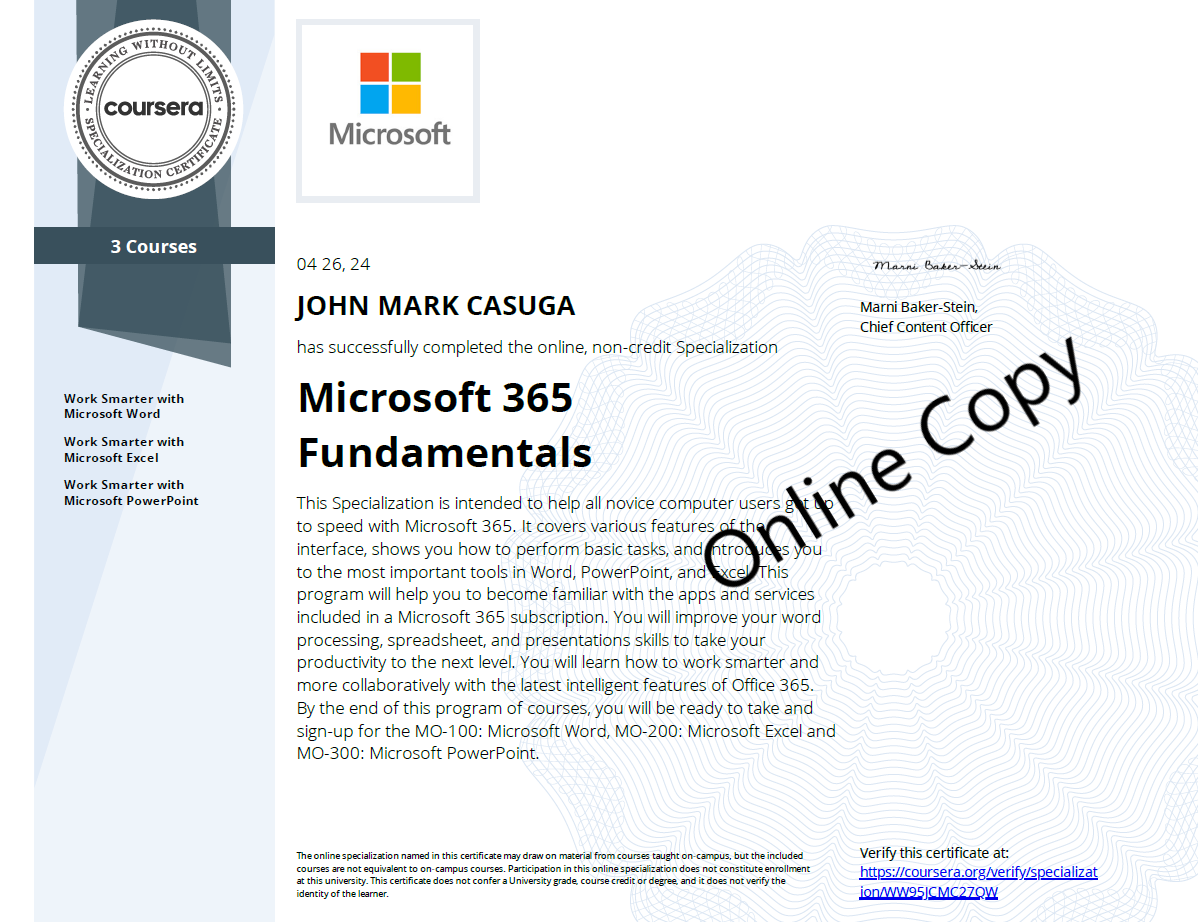 LEARNING WITHOUT LIMITS
coursera
SPECIALIZATION CERTIFICATE
Microsoft
3 Courses
Work Smarter with
Microsoft Word
Work Smarter with
Microsoft Excel
Work Smarter with
Microsoft PowerPoint
04 26, 24
JOHN MARK CASUGA
has successfully completed the online, non-credit Specialization
Microsoft 365
Fundamentals
This Specialization is intended to help all novice computer users get up
to speed with Microsoft 365. It covers various features of the
interface, shows you how to perform basic tasks, and introduces you
to the most important tools in Word, PowerPoint, and Excel. This
program will help you to become familiar with the apps and services
included in a Microsoft 365 subscription. You will improve your word
processing, spreadsheet, and presentations skills to take your
productivity to the next level. You will learn how to work smarter and
more collaboratively with the latest intelligent features of Office 365.
By the end of this program of courses, you will be ready to take and
sign-up for the MO-100: Microsoft Word, MO-200: Microsoft Excel and
MO-300: Microsoft PowerPoint.
Marni Baker-Stein
Marni Baker-Stein,
Chief Content Officer
Online Copy
The online specialization named in this certificate may draw on material from courses taught on-campus, but the included
courses are not equivalent to on-campus courses. Participation in this online specialization does not constitute enrollment
at this university. This certificate does not confer a University grade, course credit or degree, and it does not verify the
identity of the learner.
Verify this certificate at:
https://coursera.org/verify/specializat
ion/WW95JCMC27QW